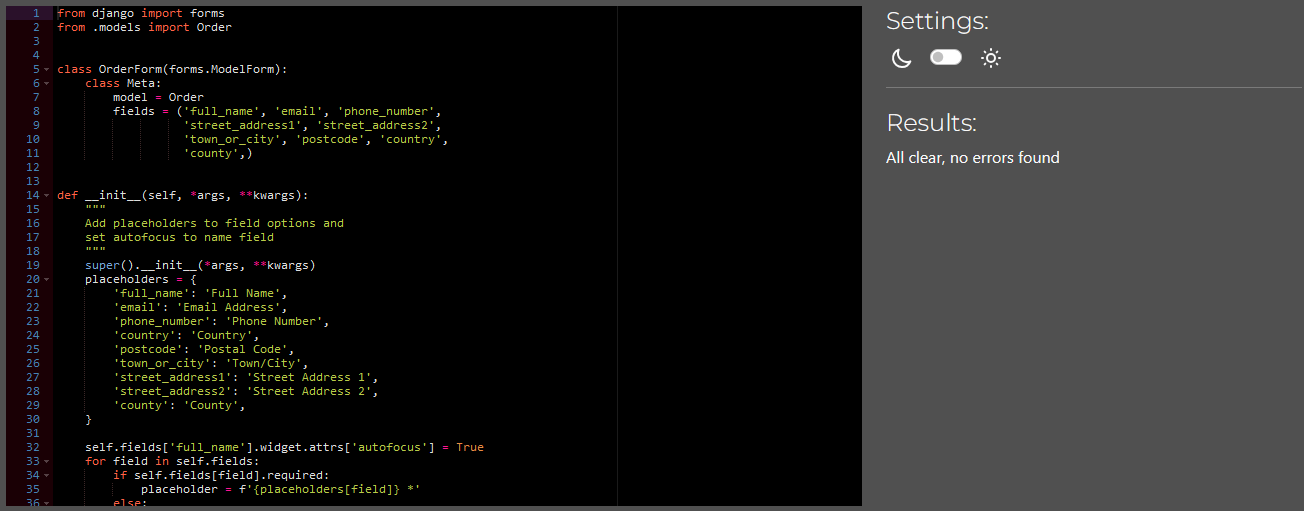 1 from django import forms
2 from .models import Order
3
4
5 class OrderForm(forms.ModelForm):
6     class Meta:
7         model = Order
8         fields = ('full_name', 'email', 'phone_number',
9                   'street_address1', 'street_address2',
10                  'town_or_city', 'postcode', 'country',
11                  'county',)
12
13
14 def __init__(self, *args, **kwargs):
15     """
16     Add placeholders to field options and
17     set autofocus to name field
18     """
19     super().__init__(*args, **kwargs)
20     placeholders = {
21         'full_name': 'Full Name',
22         'email': 'Email Address',
23         'phone_number': 'Phone Number',
24         'country': 'Country',
25         'postcode': 'Postal Code',
26         'town_or_city': 'Town/City',
27         'street_address1': 'Street Address 1',
28         'street_address2': 'Street Address 2',
29         'county': 'County',
30     }
31
32     self.fields['full_name'].widget.attrs['autofocus'] = True
33     for field in self.fields:
34         if self.fields[field].required:
35             placeholder = f'{placeholders[field]} *'
36         else:
Settings:
Results:
All clear, no errors found